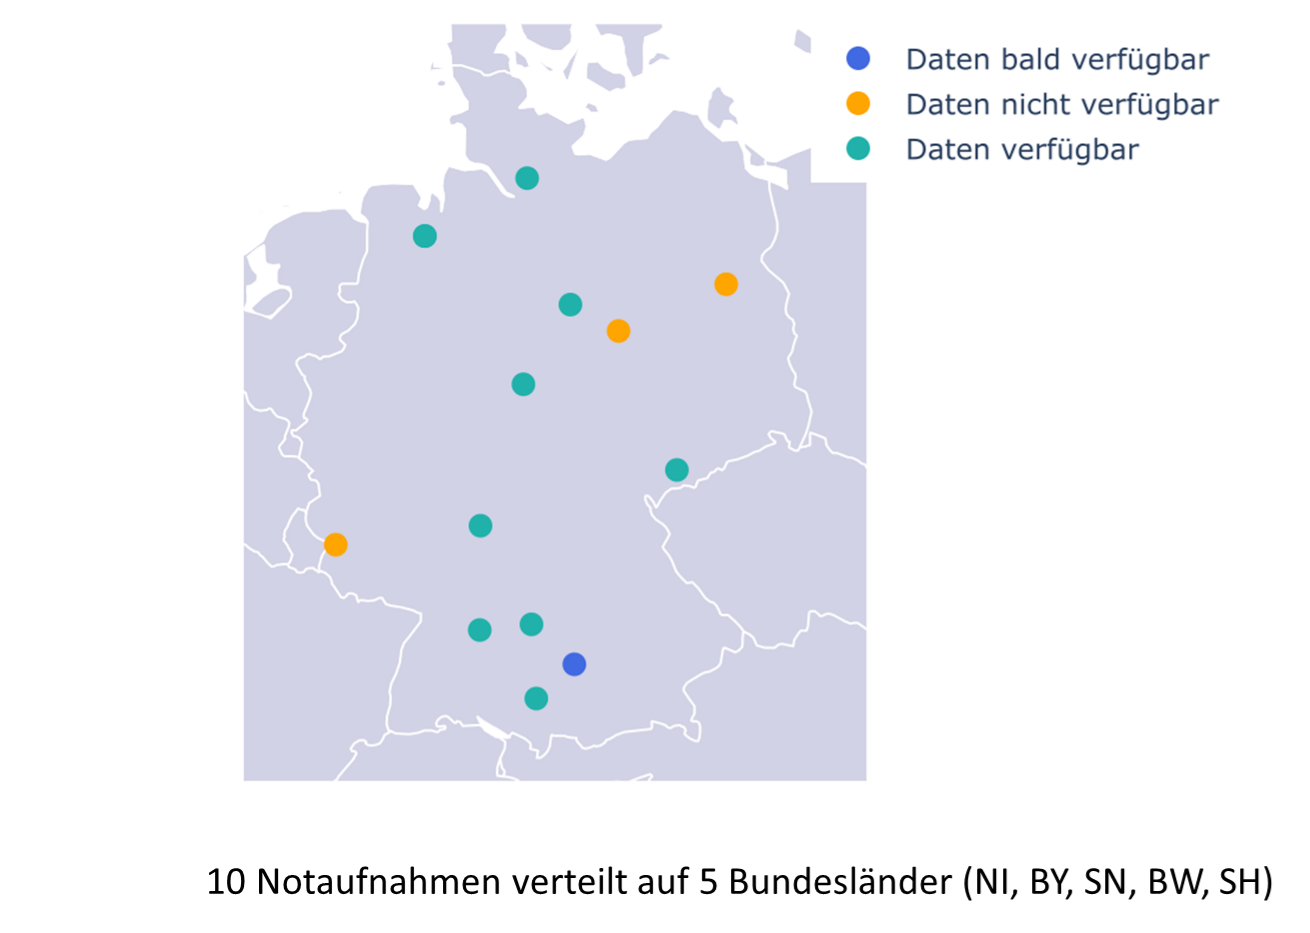 Daten bald verfügbar
Daten nicht verfügbar
Daten verfügbar
10 Notaufnahmen verteilt auf 5 Bundesländer (NI, BY, SN, BW, SH)